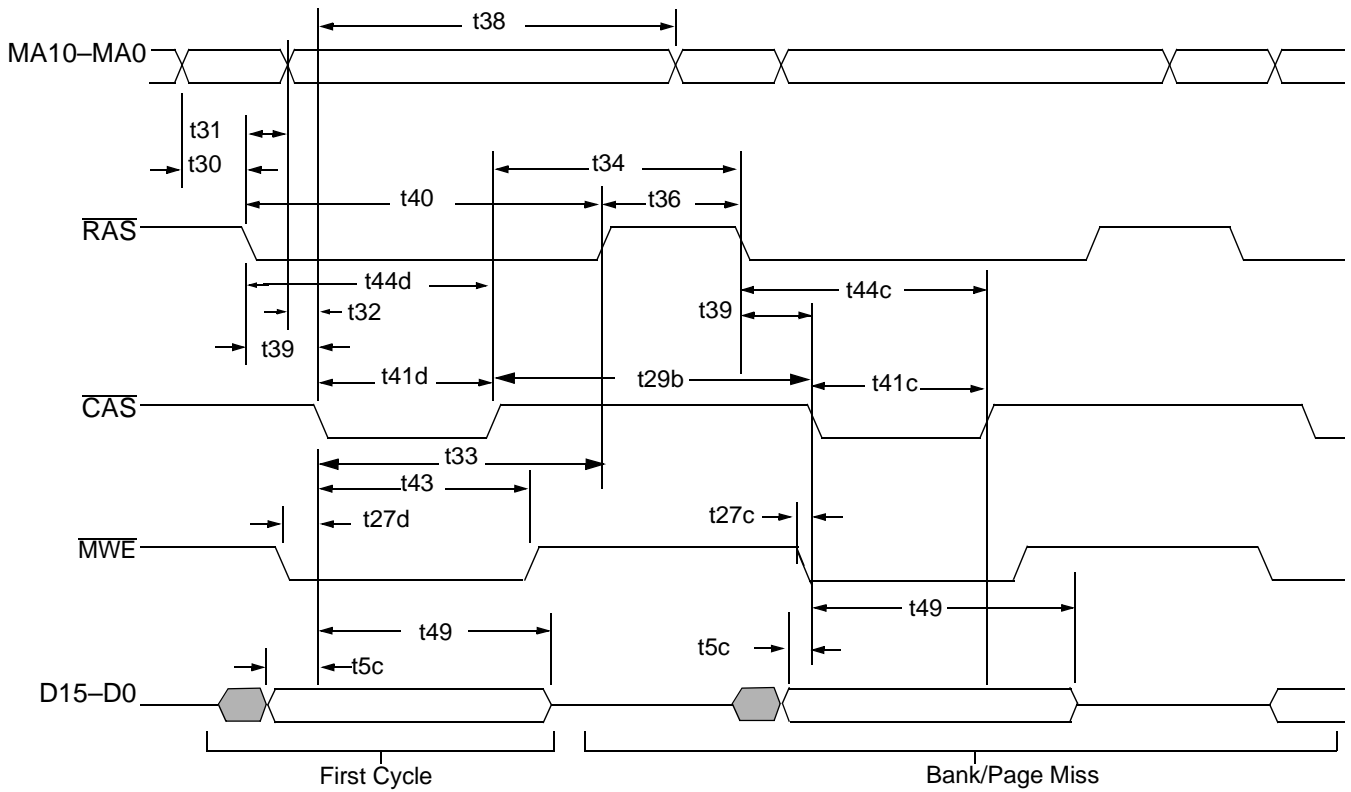 t38
MA10–MA0
t31
t30
t34
t40
t36
RAS
t44d
t44c
t32
t39
t39
t41d
t29b
t41c
CAS
t33
t43
t27d
t27c
MWE
t49
t49
t5c
t5c
D15–D0
First Cycle
Bank/Page Miss